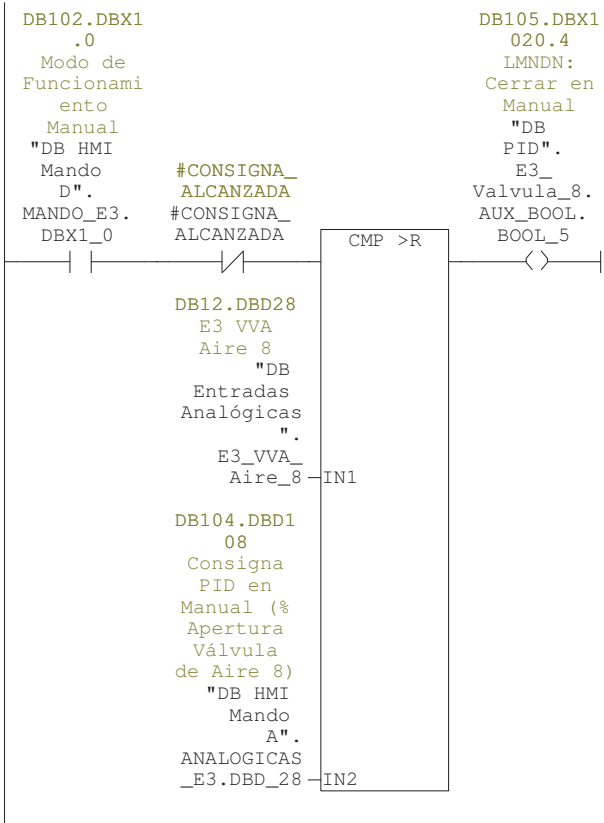 DB102.DBX1
.0
Modo de
Funcionami
ento
Manual
"DB HMI
Mando
D".
MANDO_E3.
DBX1_0
#CONSIGNA_
ALCANZADA
#CONSIGNA_
ALCANZADA
CMP >R
DB105.DBX1
020.4
LMNDN:
Cerrar en
Manual
"DB
PID".
E3_
Valvula_8.
AUX_BOOL.
BOOL_5
DB12.DBD28
E3 VVA
Aire 8
"DB
Entradas
Analógicas
".
E3_VVA_
Aire_8
IN1
DB104.DBD1
08
Consigna
PID en
Manual (%
Apertura
Válvula
de Aire 8)
"DB HMI
Mando
A".
ANALOGICAS
_E3.DBD_28
IN2